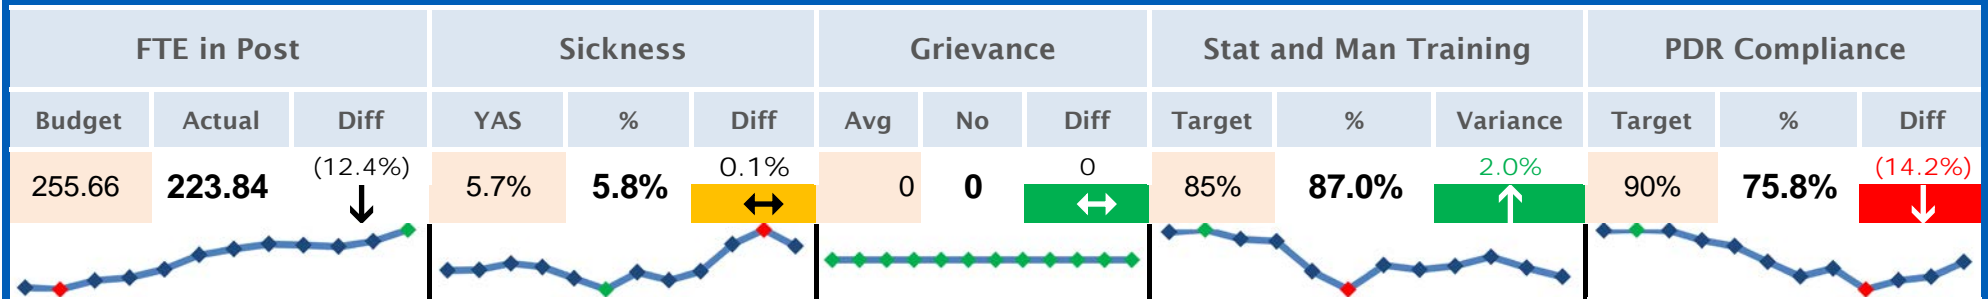 FTE in Post Sickness Grievance Stat and Man Training PDR Compliance
Budget Actual Diff YAS % Diff Avg No Diff Target % Variance Target % Diff
255.66 223.84 (12.4%) 5.7% 5.8% 0.1% 0 0 0 85% 87.0% 2.0% 90% 75.8% (14.2%)